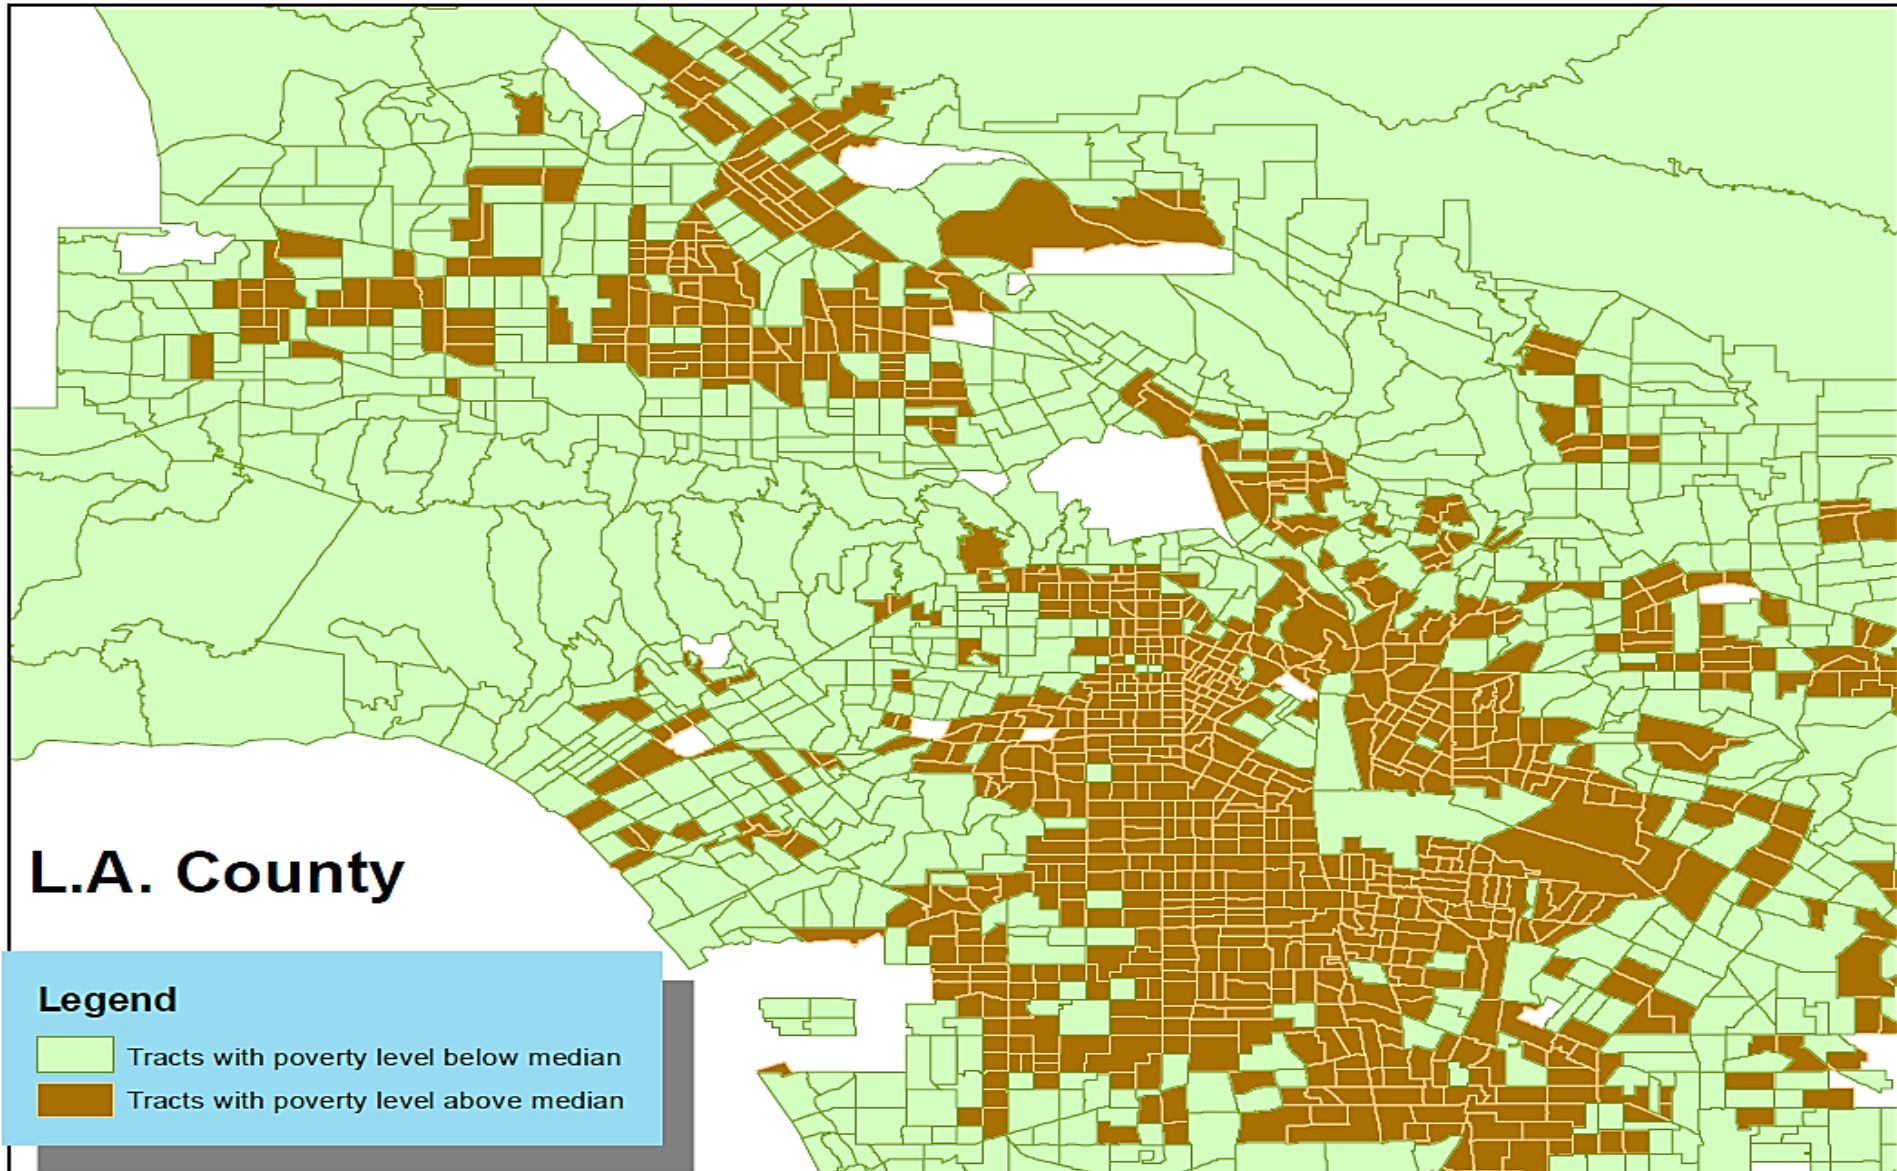 L.A. County
Legend
Tracts with poverty level below median
Tracts with poverty level above median